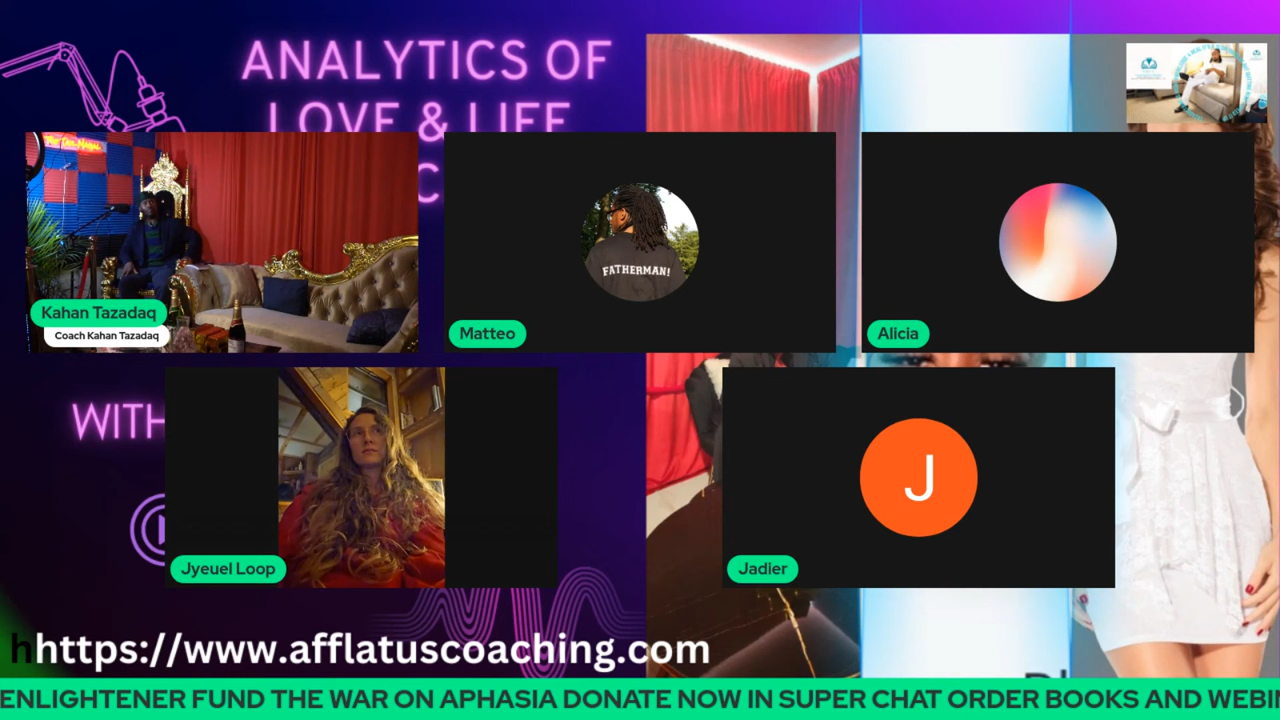 ANALYTICS OF
LOVE & LIFE
C
Kahan Tazadaq
Coach Kahan Tazadaq
FATHERMAN!
Matteo
Alicia
WITH
Jyeuel Loop
J
Jadier
hhttps://www.afflatuscoaching.com
ENLIGHTENER FUND THE WAR ON APHASIA DONATE NOW IN SUPER CHAT ORDER BOOKS AND WEBI